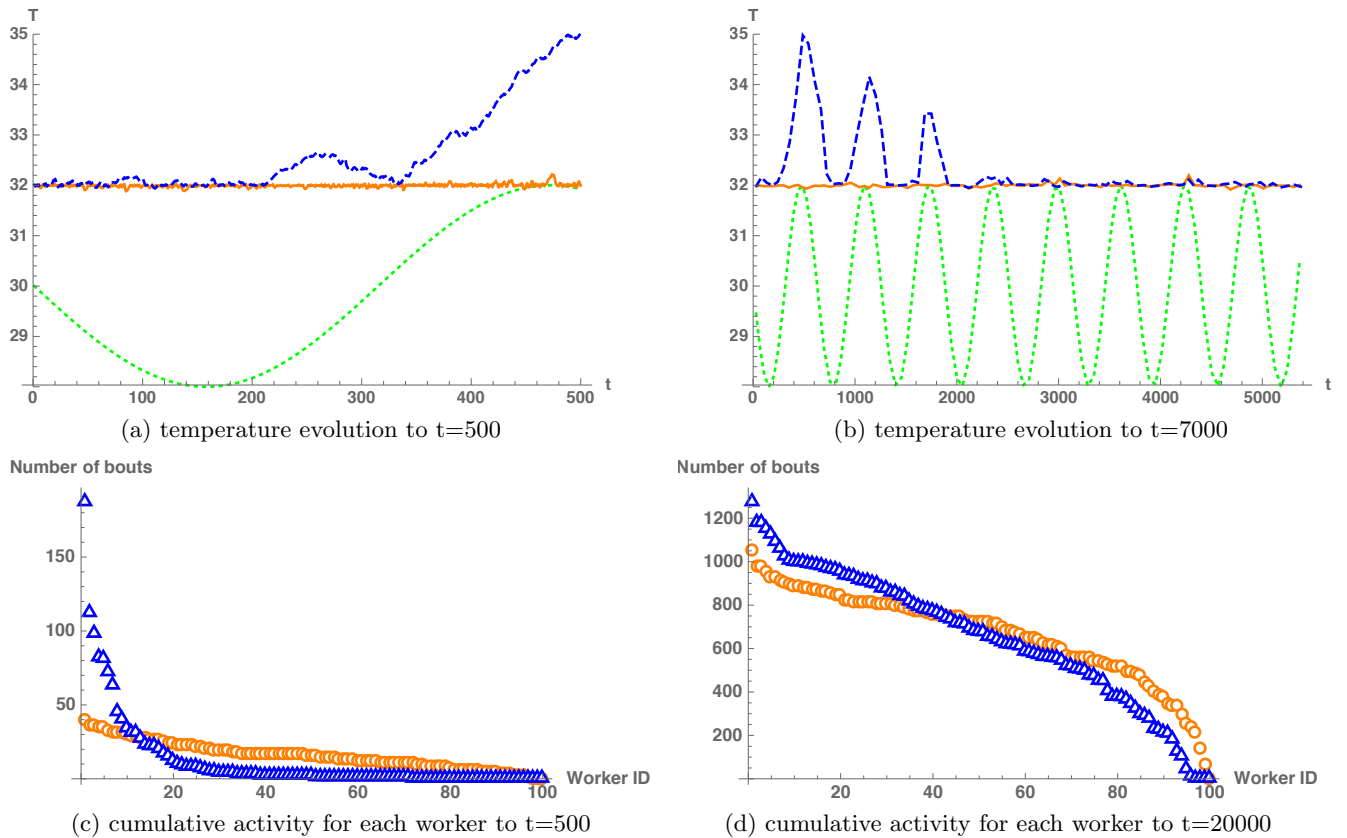 T
35
34
33
32
31
30
29
0 100 200 300 400 500 t
(a) temperature evolution to t=500
T
35
34
33
32
31
30
29
0 1000 2000 3000 4000 5000 t
(b) temperature evolution to t=7000
Number of bouts
150
100
50
20 40 60 80 100 Worker ID
(c) cumulative activity for each worker to t=500
Number of bouts
1200
1000
800
600
400
200
20 40 60 80 100 Worker ID
(d) cumulative activity for each worker to t=20000